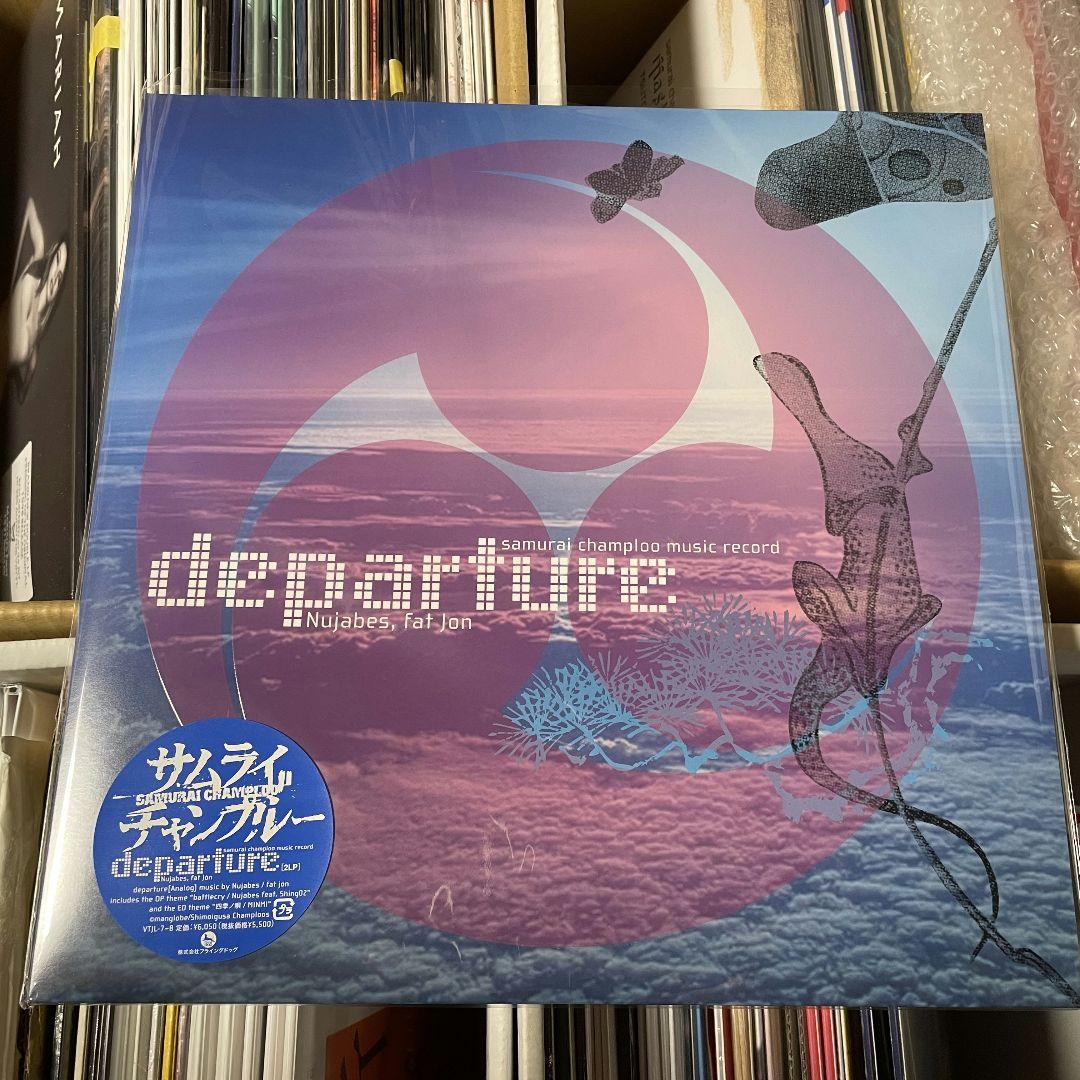 MARIAH
samurai champloo music record
departure
Nujabes, fat Jon
サムライ
SAMURAI CHAMPLOO
チャンプルー
samurai champloo music record
departure [2LP]
Nujabes, fat Jon
departure[Analog] music by Nujabes / fat jon
includes the OP theme "battlecry / Nujabes feat. Shing02"
and the ED theme "四季ノ唄 / MINMI"
©manglobe/Shimoigusa Champloos
VTJL-7~8 定価:¥6,050(税抜価格¥5,500)
プラ
株式会社フライングドッグ